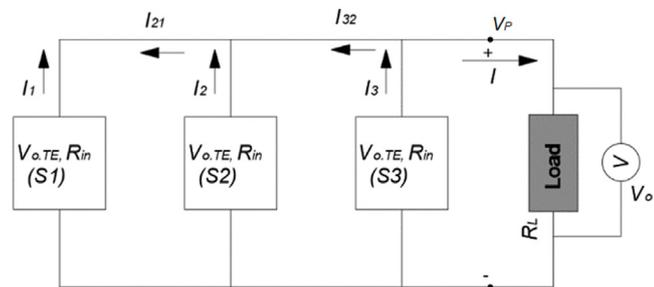 I21
I32
VP
+
I1
I2
I3
I
Vo.TE, Rin
(S1)
Vo.TE, Rin
(S2)
Vo.TE, Rin
(S3)
Load
V
Vo
RL
-